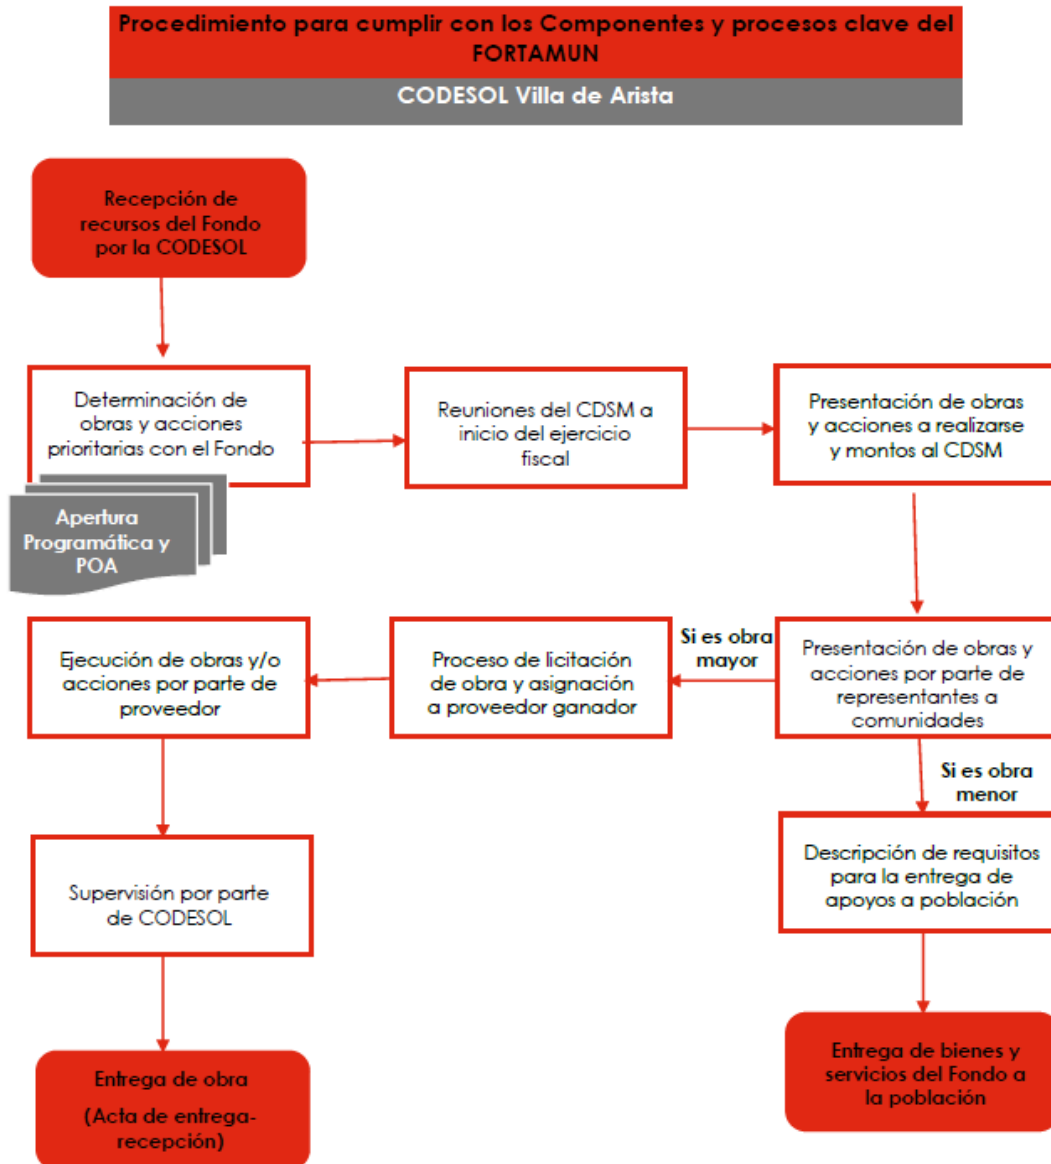 Procedimiento para cumplir con los Componentes y procesos clave del
FORTAMUN
CODESOL Villa de Arista
Recepción de
recursos del Fondo
por la CODESOL
Determinación de
obras y acciones
prioritarias con el Fondo
Apertura
Programática y
POA
Reuniones del CDSM a
inicio del ejercicio
fiscal
Presentación de obras
y acciones a realizarse
y montos al CDSM
Presentación de obras y
acciones por parte de
representantes a
comunidades
Si es obra
mayor
Proceso de licitación
de obra y asignación
a proveedor ganador
Ejecución de obras y/o
acciones por parte de
proveedor
Supervisión por parte
de CODESOL
Entrega de obra
(Acta de entrega-
recepción)
Si es obra
menor
Descripción de requisitos
para la entrega de
apoyos a población
Entrega de bienes y
servicios del Fondo a
la población